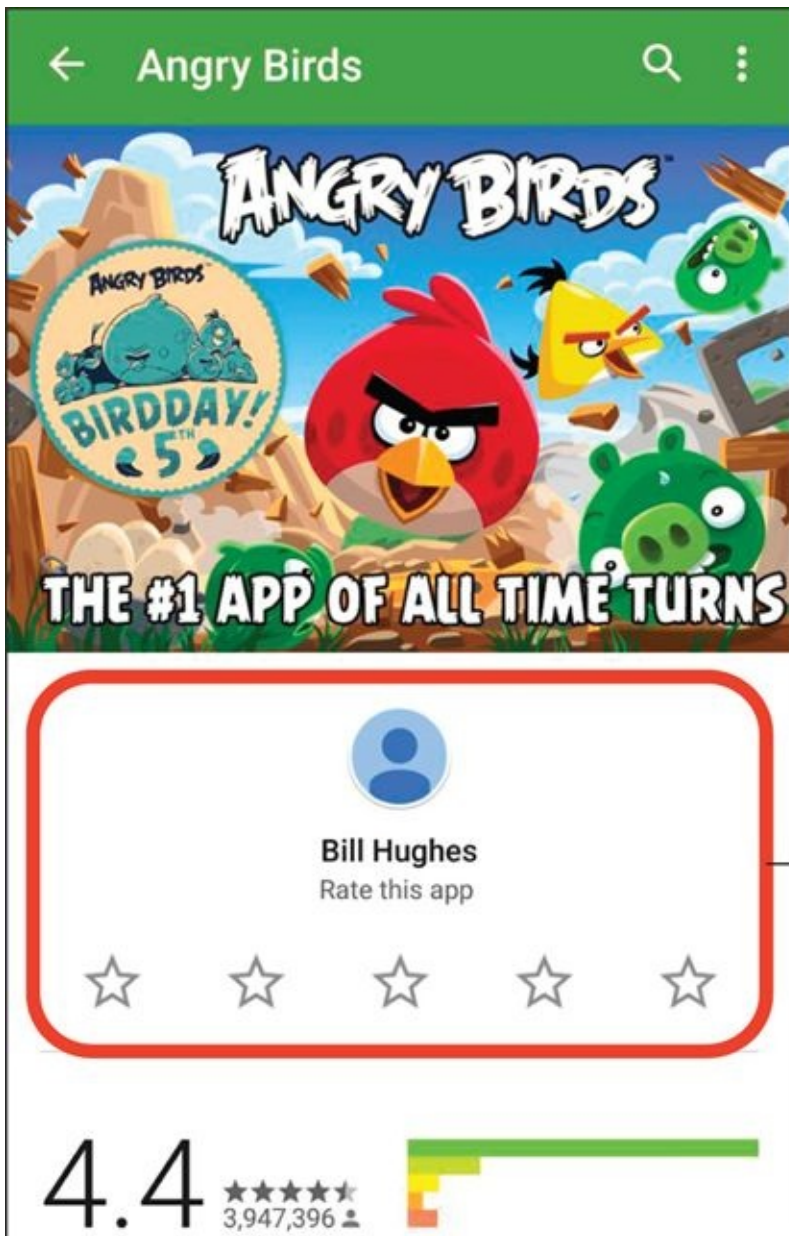 Angry Birds
ANGRY BIRDS
ANGRY BIRDS
BIRDDAY!
5TH
THE #1 APP OF ALL TIME TURNS
Bill Hughes
Rate this app
4.4
3,947,396